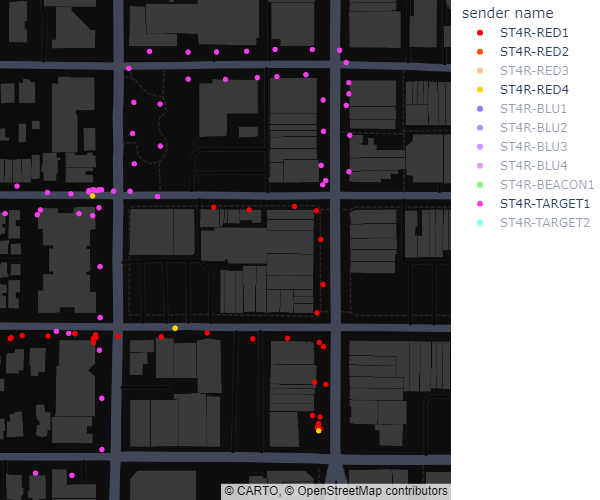 sender name
ST4R-RED1
ST4R-RED2
ST4R-RED3
ST4R-RED4
ST4R-BLU1
ST4R-BLU2
ST4R-BLU3
ST4R-BLU4
ST4R-BEACON1
ST4R-TARGET1
ST4R-TARGET2
© CARTO, © OpenStreetMap contributors